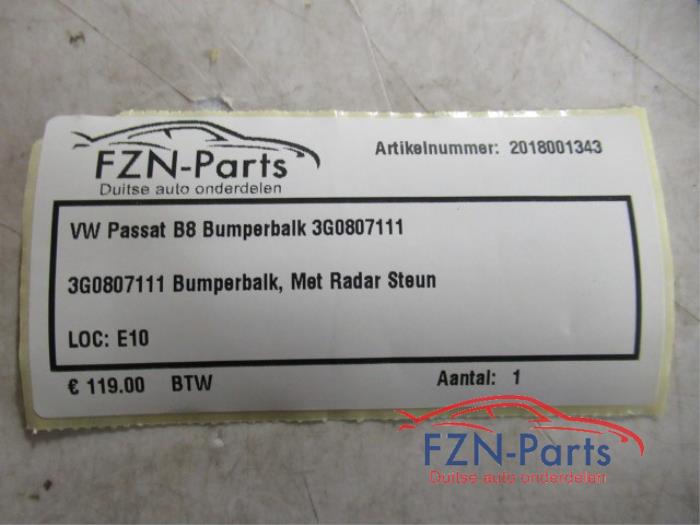 FZN-Parts
Duitse auto onderdelen
Artikelnummer: 2018001343
VW Passat B8 Bumperbalk 3G0807111
3G0807111 Bumperbalk, Met Radar Steun
LOC: E10
€ 119.00 BTW Aantal: 1
FZN-Parts
Duitse auto onderdelen